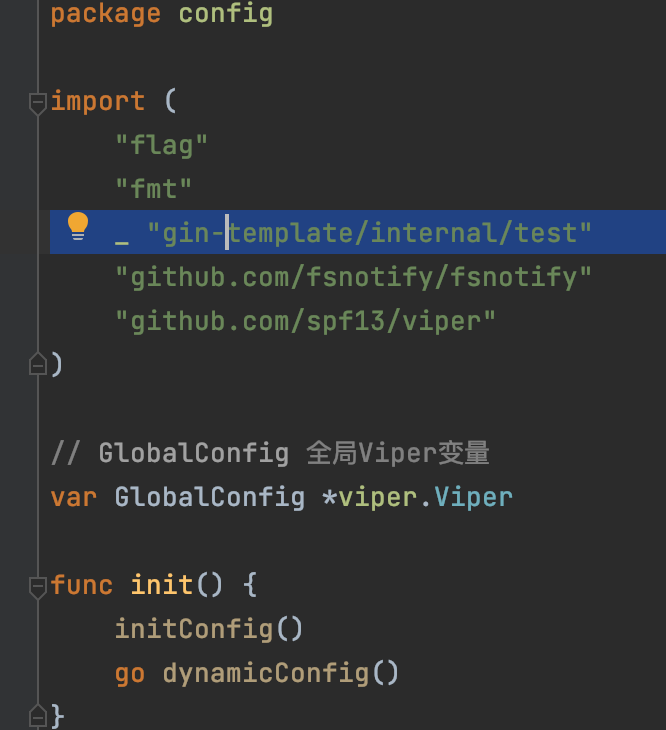 package config
import (
"flag"
"fmt"
_ "gin-template/internal/test"
"github.com/fsnotify/fsnotify"
"github.com/spf13/viper"
)
// GlobalConfig 全局Viper变量
var GlobalConfig *viper.Viper
func init() {
initConfig()
go dynamicConfig()
}